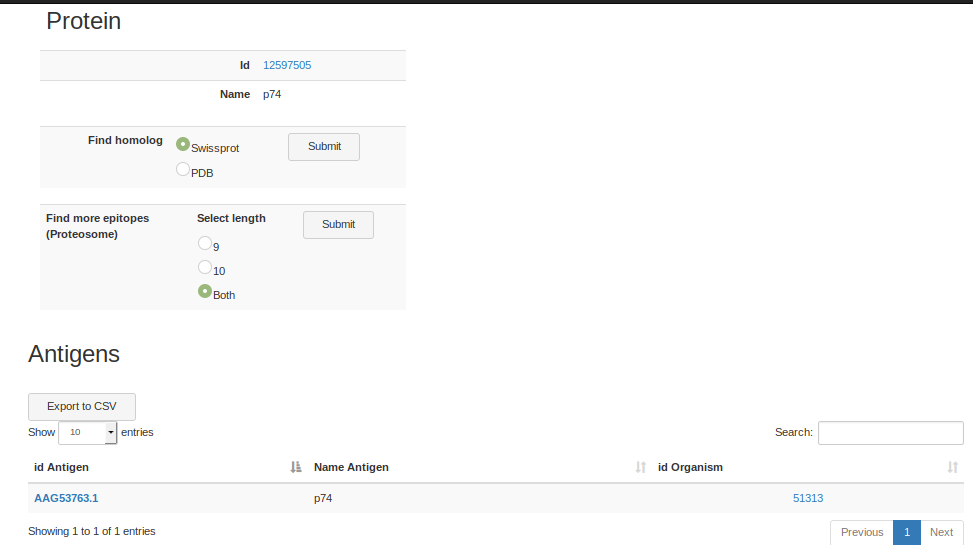 Protein
Id 12597505
Name p74
Find homolog Swissprot Submit
PDB
Find more epitopes Select length Submit
(Proteosome)
9
10
Both
Antigens
Export to CSV
Show 10 entries Search:
id Antigen Name Antigen id Organism
AAG53763.1 p74 51313
Showing 1 to 1 of 1 entries Previous 1 Next